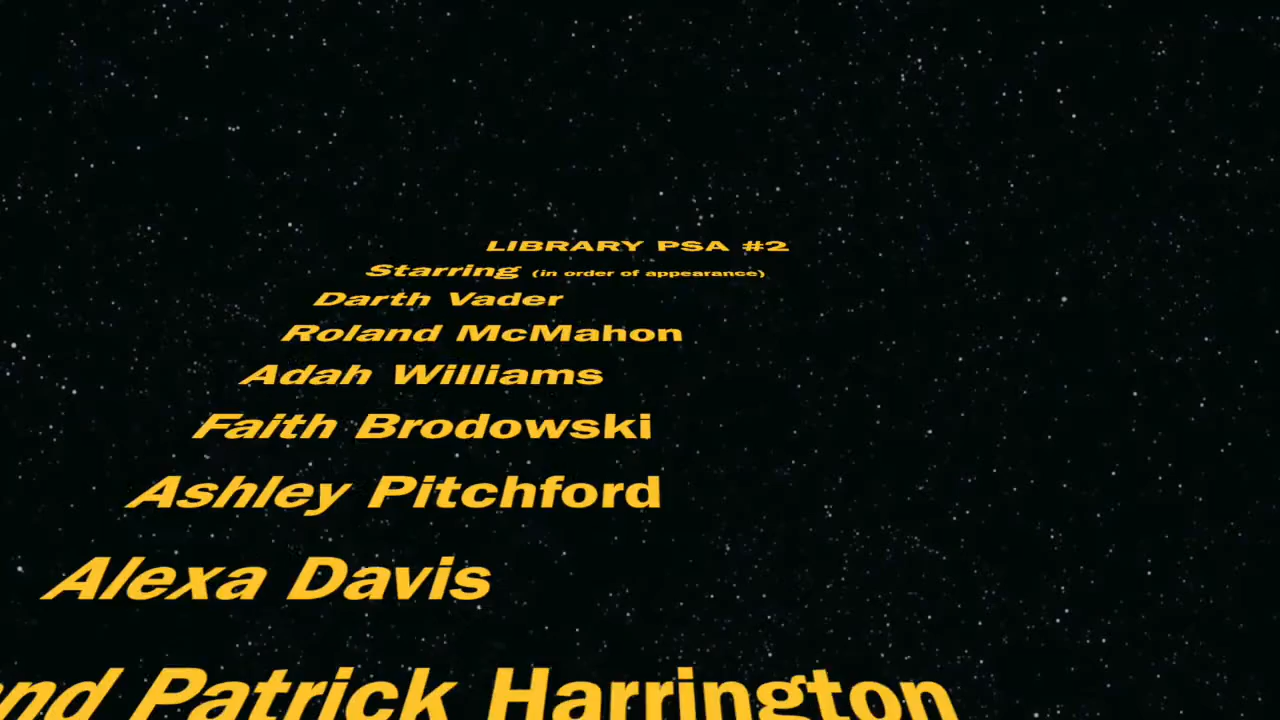 LIBRARY PSA #2
Starring (in order of appearance)
Darth Vader
Roland McMahon
Adah Williams
Faith Brodowski
Ashley Pitchford
Alexa Davis
and Patrick Harrington